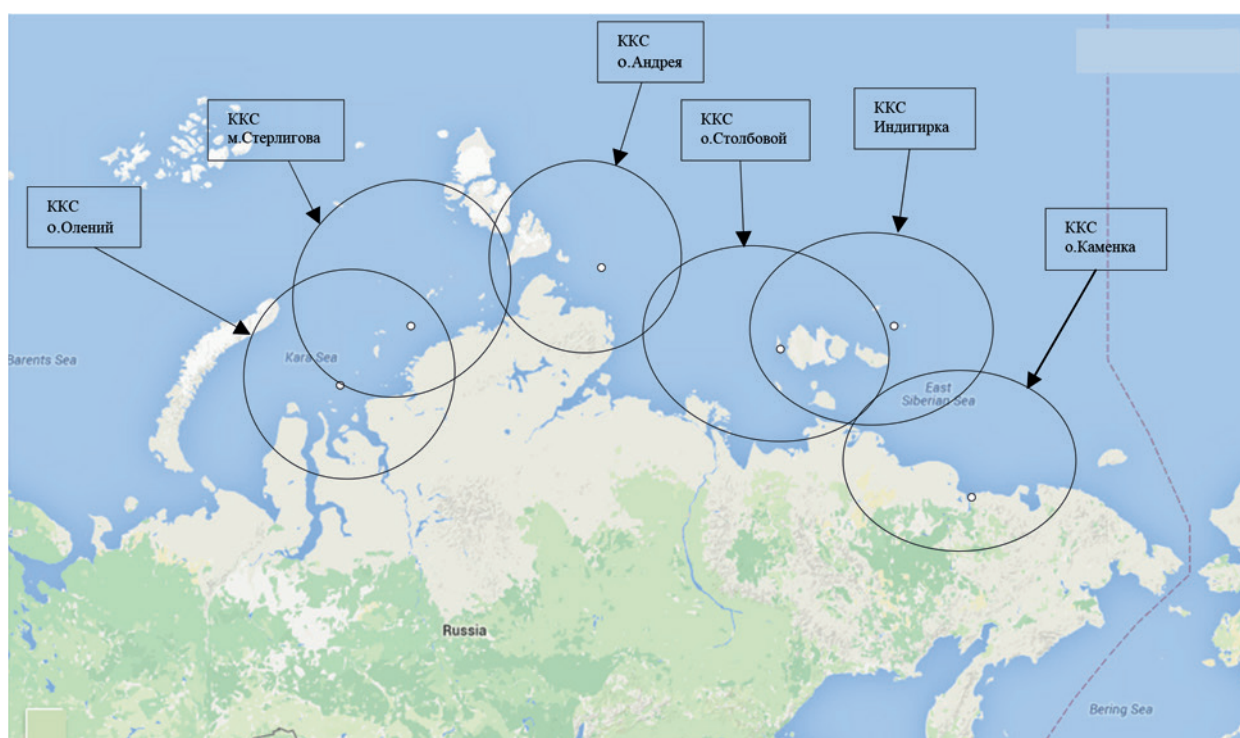 ККС
о.Андрея
ККС
м.Стерлигова
ККС
о.Столбовой
ККС
Индигирка
ККС
о.Олений
ККС
о.Каменка
Barents Sea
Kara Sea
East
Siberian Sea
Russia
Bering Sea